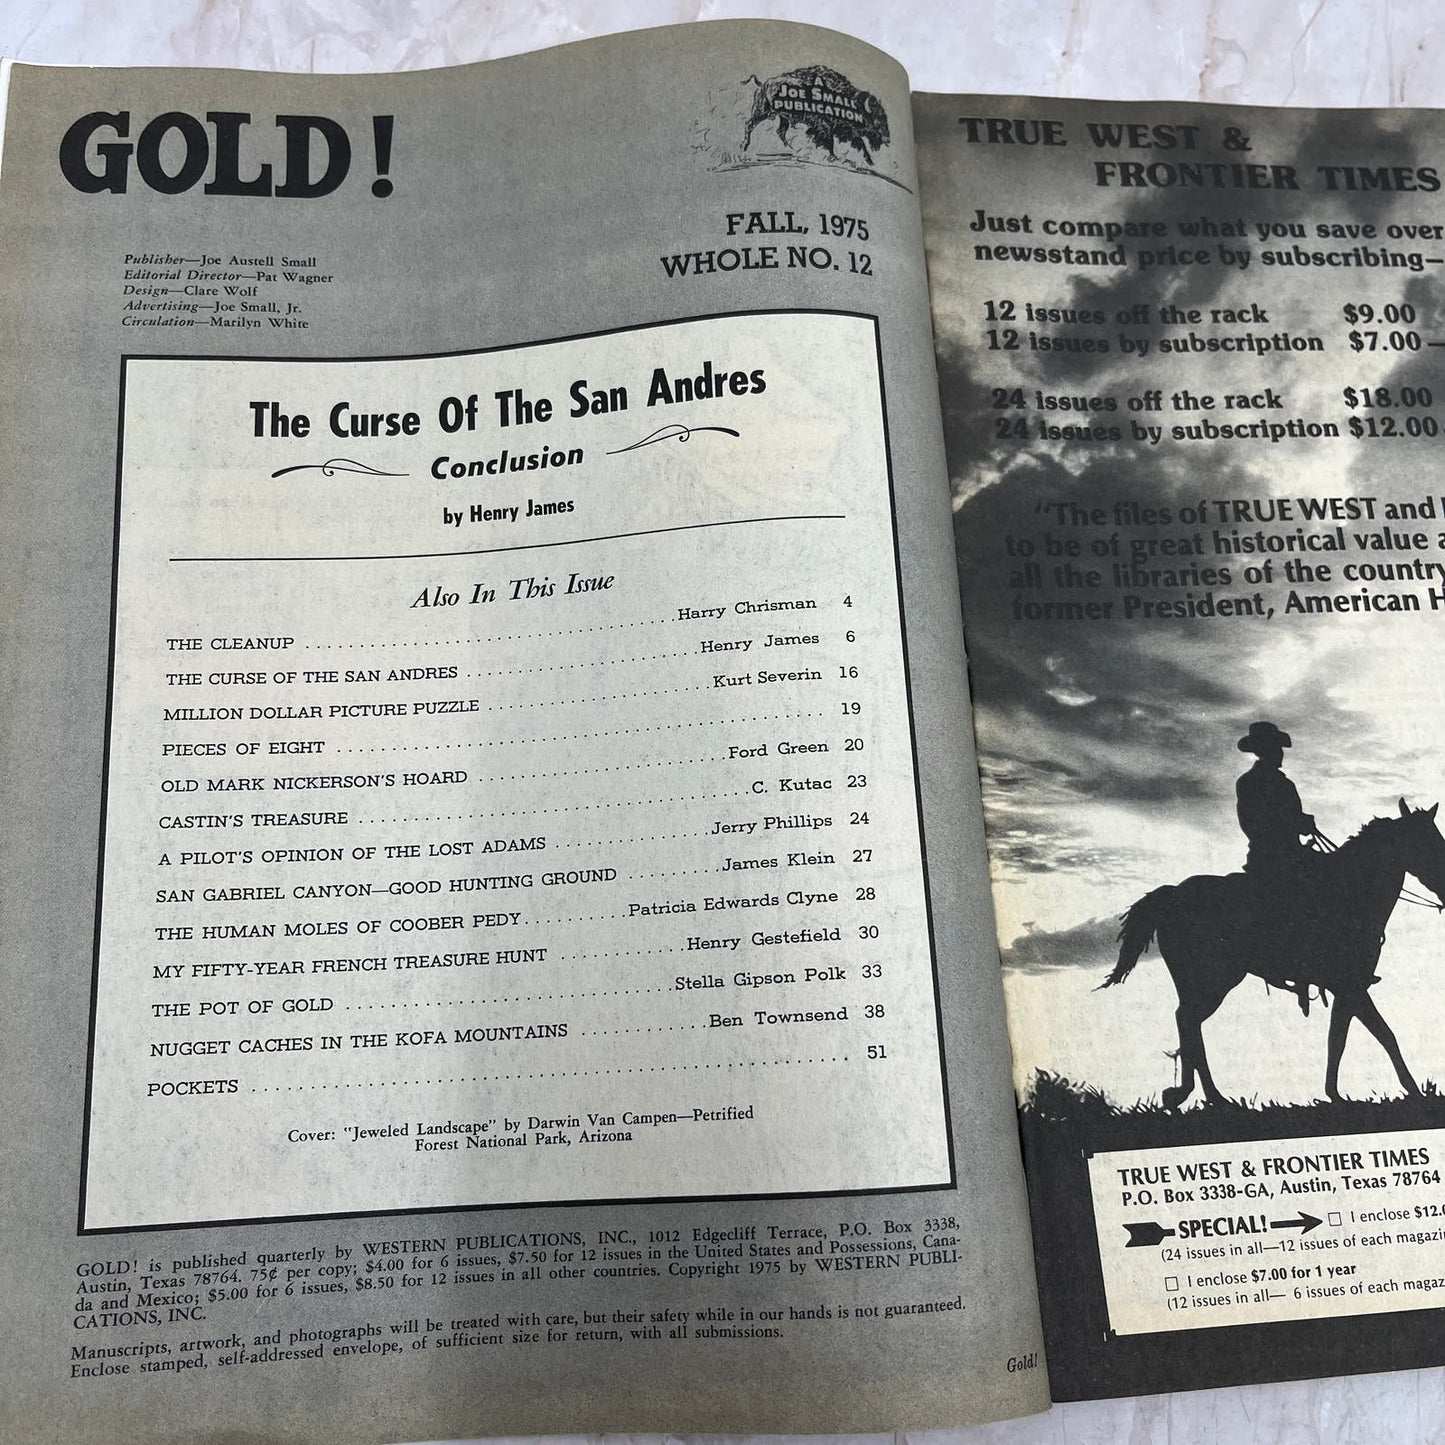 GOLD!
A
JOE SMALL
PUBLICATION
FALL, 1975
WHOLE NO. 12
Publisher—Joe Austell Small
Editorial Director—Pat Wagner
Design—Clare Wolf
Advertising—Joe Small, Jr.
Circulation—Marilyn White
The Curse Of The San Andres
Conclusion
by Henry James
Also In This Issue
THE CLEANUP . . . . . . . . . . Harry Chrisman 4
THE CURSE OF THE SAN ANDRES . . . . . . . . . . Henry James 6
MILLION DOLLAR PICTURE PUZZLE . . . . . . . . . . Kurt Severin 16
PIECES OF EIGHT . . . . . . . . . . 19
OLD MARK NICKERSON'S HOARD . . . . . . . . . . Ford Green 20
CASTIN'S TREASURE . . . . . . . . . . C. Kutac 23
A PILOT'S OPINION OF THE LOST ADAMS . . . . . . . . . . Jerry Phillips 24
SAN GABRIEL CANYON—GOOD HUNTING GROUND . . . . . . . . . James Klein 27
THE HUMAN MOLES OF COOBER PEDY . . . . . . . . . . Patricia Edwards Clyne 28
MY FIFTY-YEAR FRENCH TREASURE HUNT . . . . . . . . . . Henry Gestefield 30
THE POT OF GOLD . . . . . . . . . . Stella Gipson Polk 33
NUGGET CACHES IN THE KOFA MOUNTAINS . . . . . . . . . . Ben Townsend 38
POCKETS . . . . . . . . . . 51
Cover: "Jeweled Landscape" by Darwin Van Campen—Petrified
Forest National Park, Arizona
GOLD! is published quarterly by WESTERN PUBLICATIONS, INC., 1012 Edgecliff Terrace, P.O. Box 3338,
Austin, Texas 78764. 75¢ per copy; $4.00 for 6 issues, $7.50 for 12 issues in the United States and Possessions, Cana-
da and Mexico; $5.00 for 6 issues, $8.50 for 12 issues in all other countries. Copyright 1975 by WESTERN PUBLI-
CATIONS, INC.
Manuscripts, artwork, and photographs will be treated with care, but their safety while in our hands is not guaranteed.
Enclose stamped, self-addressed envelope, of sufficient size for return, with all submissions.
Gold!
TRUE WEST &
FRONTIER TIMES
Just compare what you save over
newsstand price by subscribing—
12 issues off the rack $9.00
12 issues by subscription $7.00—
24 issues off the rack $18.00
24 issues by subscription $12.00
"The files of TRUE WEST and
to be of great historical value
all the libraries of the country
former President, American H
TRUE WEST & FRONTIER TIMES
P.O. Box 3338-GA, Austin, Texas 78764
SPECIAL! I enclose $12.0
(24 issues in all—12 issues of each magazi
I enclose $7.00 for 1 year
(12 issues in all— 6 issues of each magaz